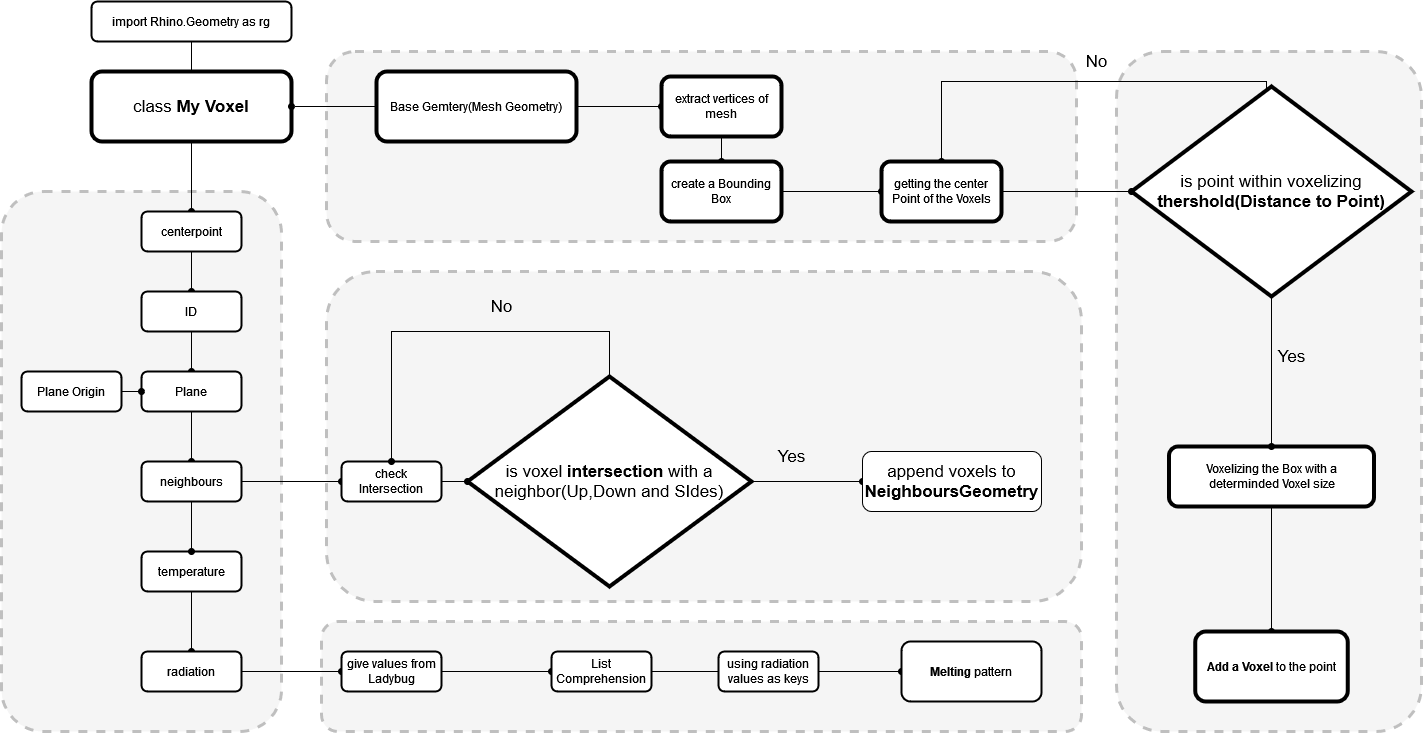 import Rhino.Geometry as rg
class My Voxel
Base Gemtery(Mesh Geometry)
extract vertices of
mesh
create a Bounding
Box
getting the center
Point of the Voxels
No
is point within voxelizing
thershold(Distance to Point)
Yes
Voxelizing the Box with a
determinded Voxel size
Add a Voxel to the point
centerpoint
ID
Plane Origin
Plane
neighbours
temperature
radiation
No
check
Intersection
is voxel intersection with a
neighbor(Up,Down and SIdes)
Yes
append voxels to
NeighboursGeometry
give values from
Ladybug
List
Comprehension
using radiation
values as keys
Melting pattern